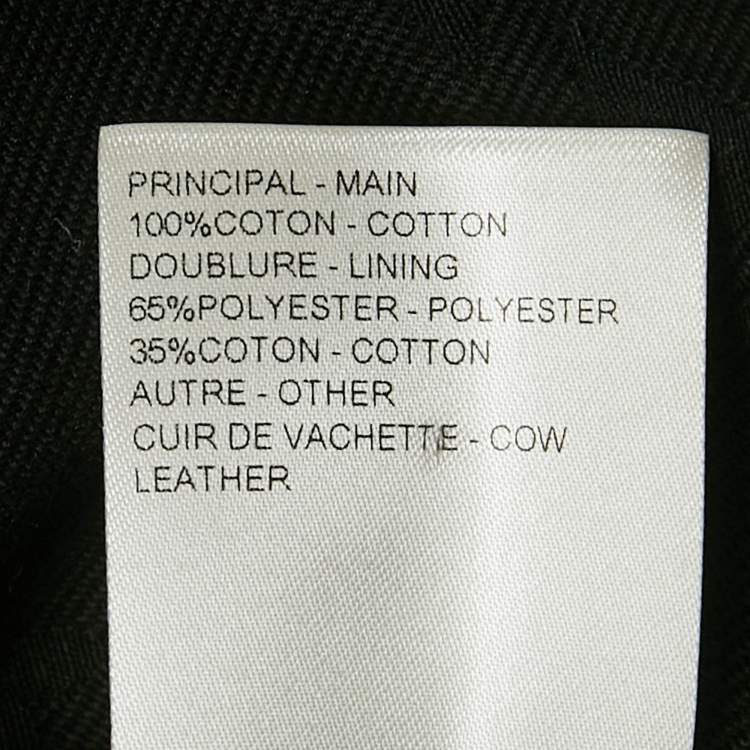 PRINCIPAL - MAIN
100%COTON - COTTON
DOUBLURE - LINING
65%POLYESTER - POLYESTER
35%COTON - COTTON
AUTRE - OTHER
CUIR DE VACHETTE - COW
LEATHER